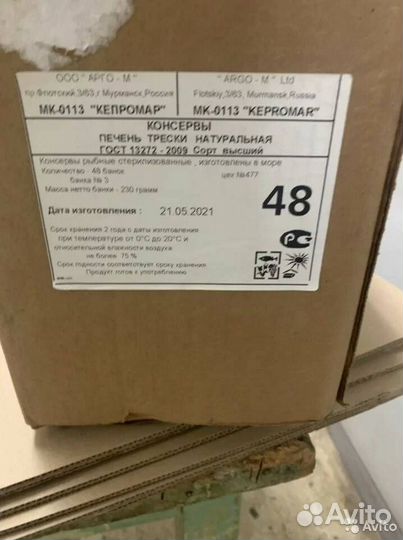 ООО "АРГО - М" "ARGO - M" Ltd
пр.Флотский,3/63,г Мурманск,Россия Flotskiy,3/63, Murmansk,Russia
МК-0113 "КЕПРОМАР" MK-0113 "KEPROMAR"
КОНСЕРВЫ
ПЕЧЕНЬ ТРЕСКИ НАТУРАЛЬНАЯ
ГОСТ 13272 - 2009 Сорт высший
Консервы рыбные стерилизованные , изготовлены в море
Количество - 48 банок цех №477
банка № 3
Масса нетто банки - 230 грамм
48
Дата изготовления : 21.05.2021
Срок хранения 2 года с даты изготовления
при температуре от 0°С до 20°С и
относительной влажности воздуха
не более 75 %
Срок годности соответствует сроку хранения
Продукт готов к употреблению
Avito
Avito